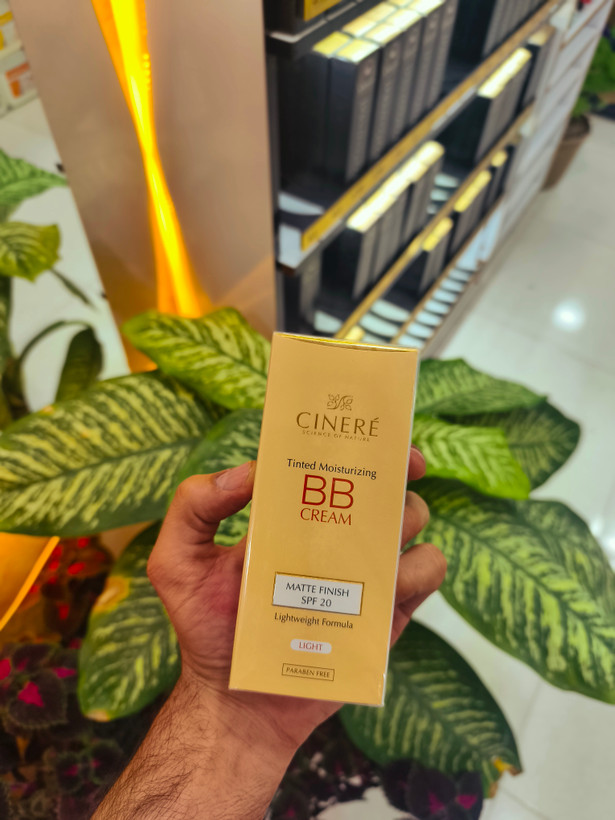 CINERÉ
SCIENCE OF NATURE
Tinted Moisturizing
BB
CREAM
MATTE FINISH
SPF 20
Lightweight Formula
LIGHT
PARABEN FREE